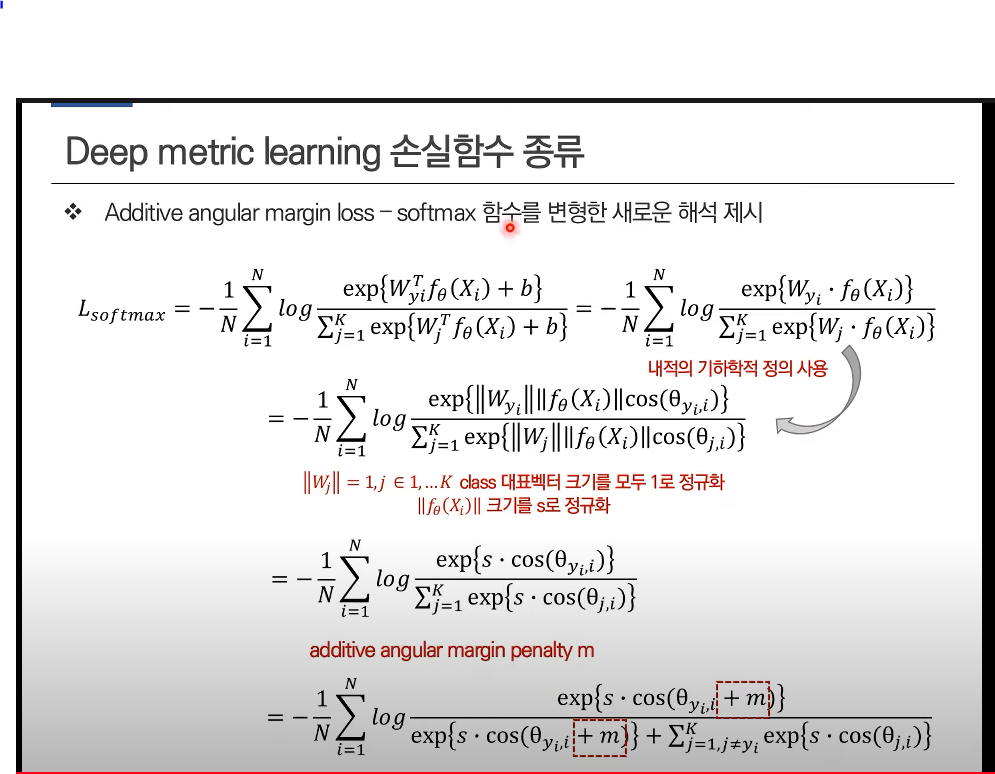 Deep metric learning 손실함수 종류
❖ Additive angular margin loss – softmax 함수를 변형한 새로운 해석 제시
$L_{softmax} = -\frac{1}{N}\sum_{i=1}^{N} log \frac{\exp\{W_{yi}^{T} f_\theta(X_i) + b\}}{\sum_{j=1}^{K} \exp\{W_j^{T} f_\theta(X_i) + b\}} = -\frac{1}{N}\sum_{i=1}^{N} log \frac{\exp\{W_{y_i} \cdot f_\theta(X_i)\}}{\sum_{j=1}^{K} \exp\{W_j \cdot f_\theta(X_i)\}}$
내적의 기하학적 정의 사용
$= -\frac{1}{N}\sum_{i=1}^{N} log \frac{\exp\{\|W_{y_i}\|\|f_\theta(X_i)\|\cos(\theta_{y_i,i})\}}{\sum_{j=1}^{K} \exp\{\|W_j\|\|f_\theta(X_i)\|\cos(\theta_{j,i})\}}$
$\|W_j\| = 1, j \in 1, \ldots K$ class 대표벡터 크기를 모두 1로 정규화
$\|f_\theta(X_i)\|$ 크기를 s로 정규화
$= -\frac{1}{N}\sum_{i=1}^{N} log \frac{\exp\{s \cdot \cos(\theta_{y_i,i})\}}{\sum_{j=1}^{K} \exp\{s \cdot \cos(\theta_{j,i})\}}$
additive angular margin penalty m
$= -\frac{1}{N}\sum_{i=1}^{N} log \frac{\exp\{s \cdot \cos(\theta_{y_i,i} + m)\}}{\exp\{s \cdot \cos(\theta_{y_i,i} + m)\} + \sum_{j=1, j \neq y_i}^{K} \exp\{s \cdot \cos(\theta_{j,i})\}}$